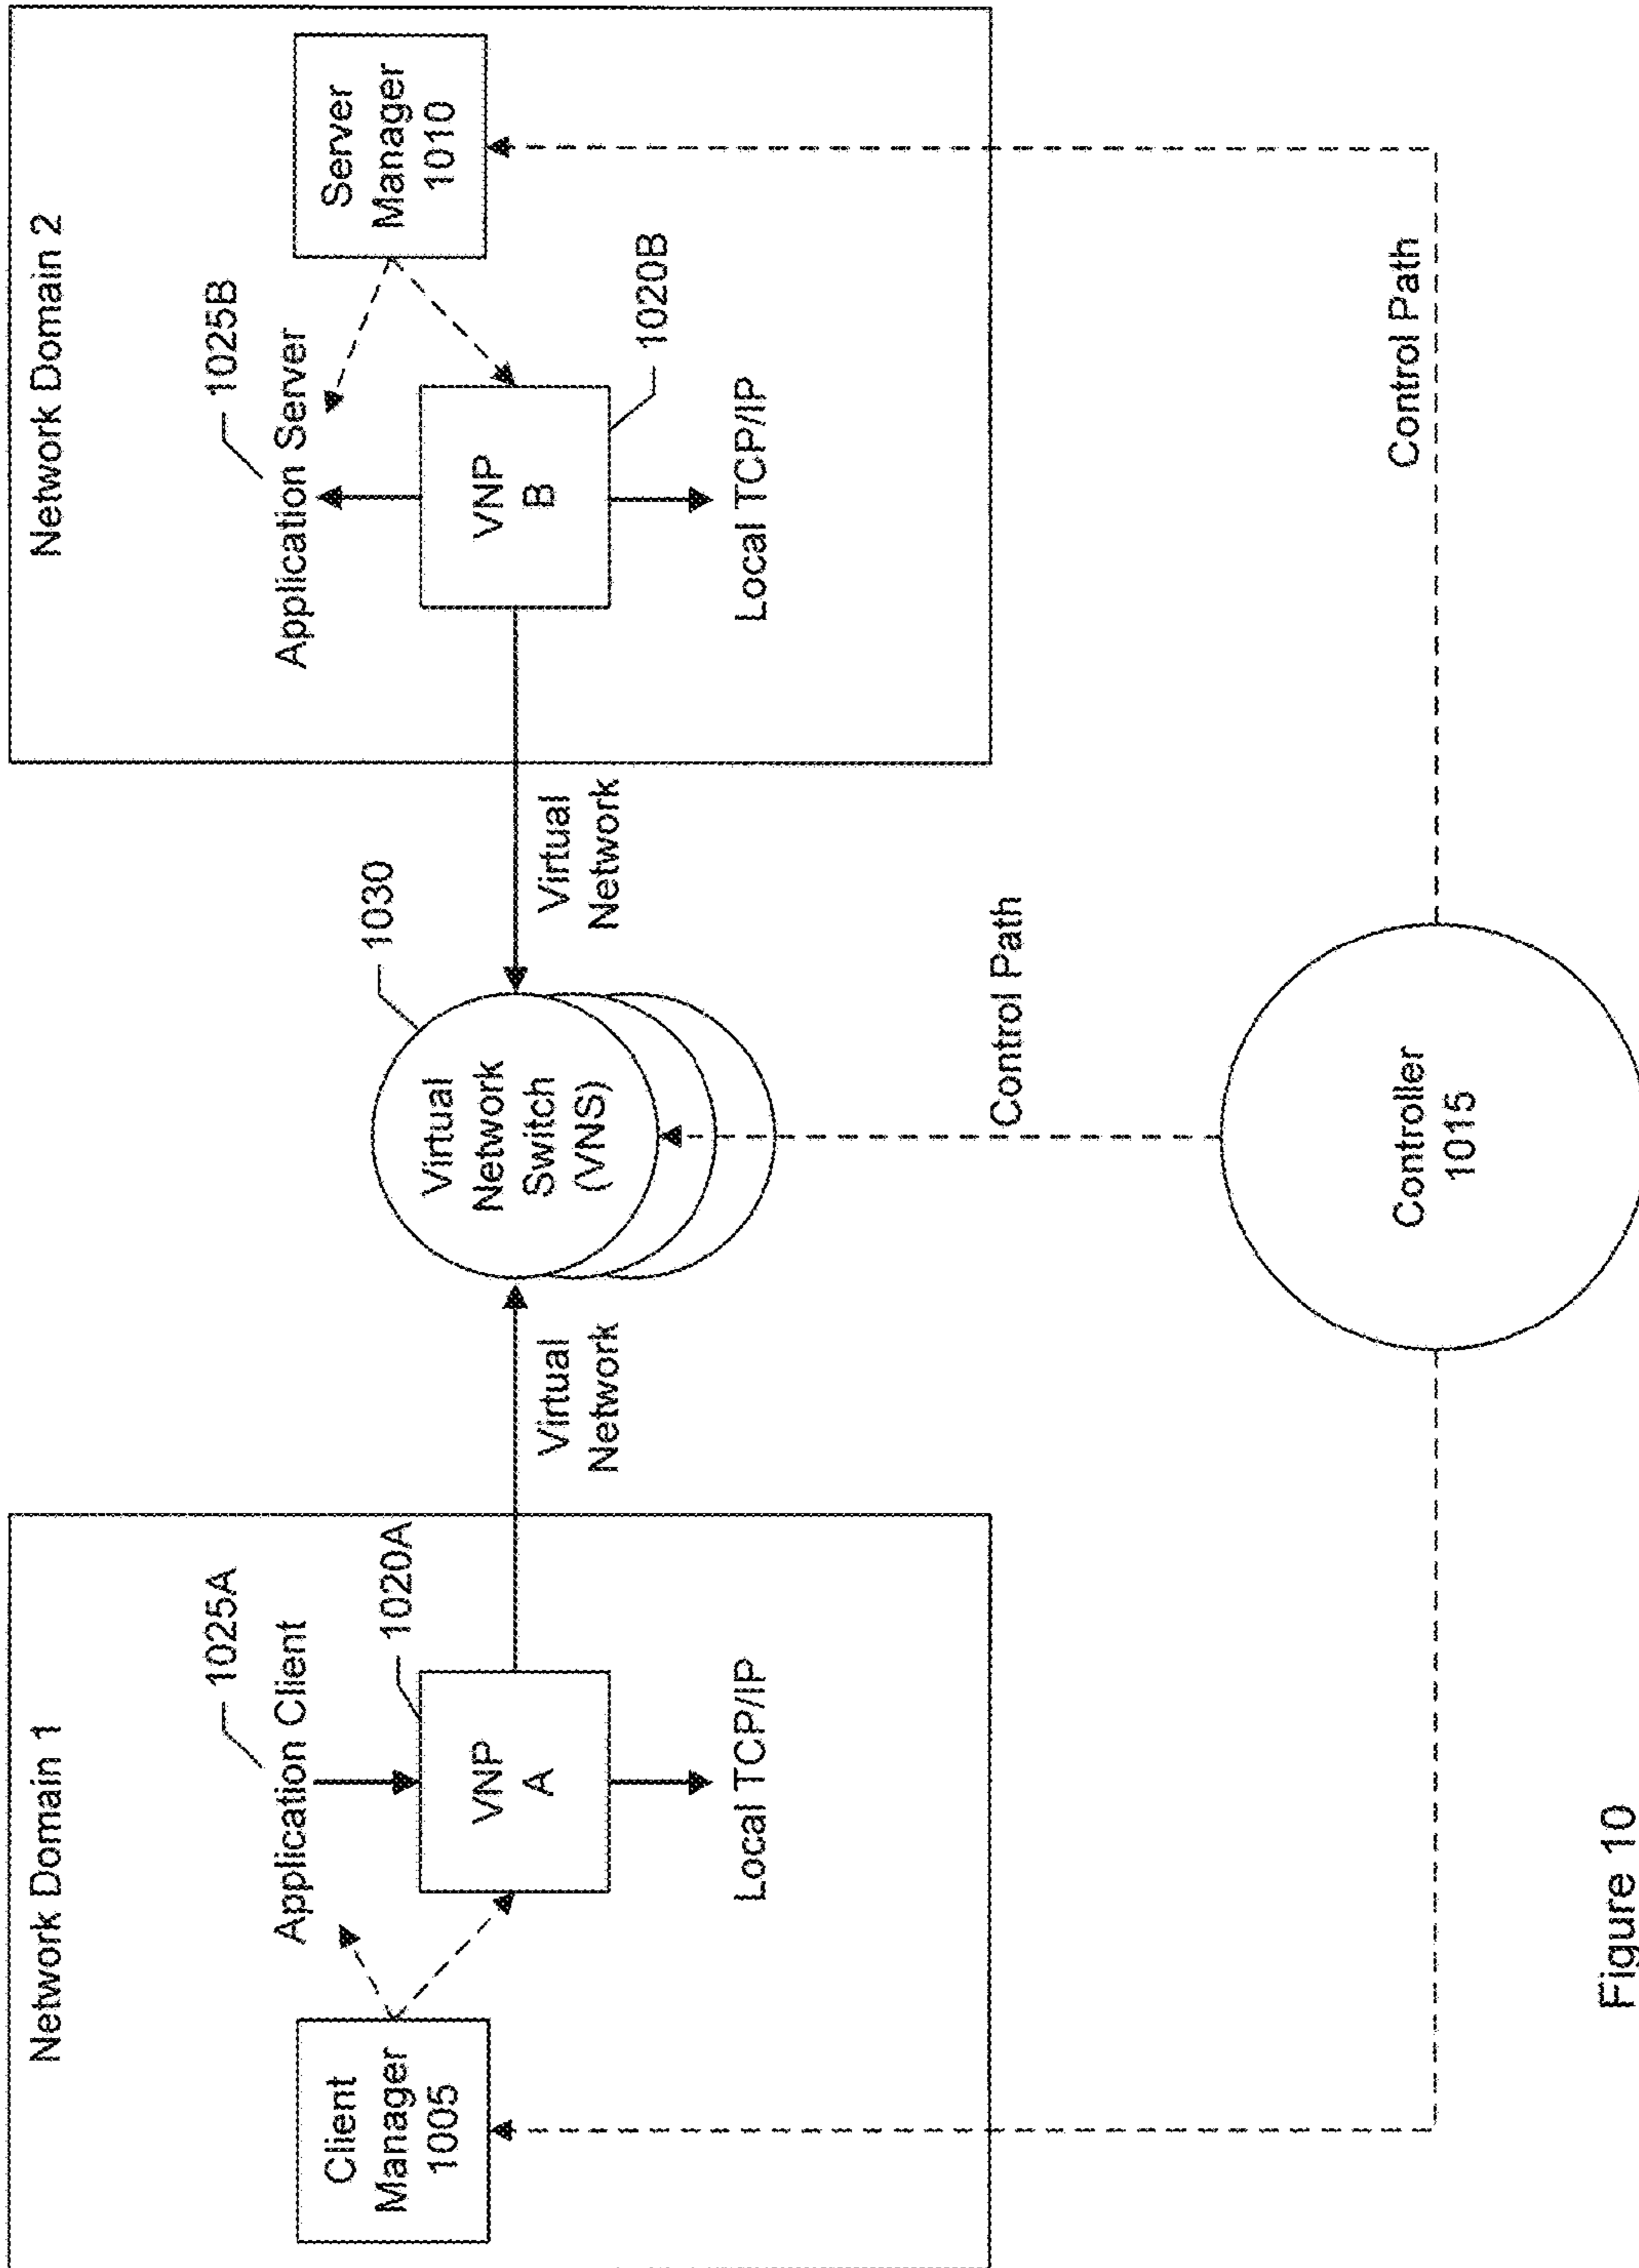 Network Domain 1
1025A
Application Client
1020A
Client
Manager
1005
VNP
A
Local TCP/IP
Virtual
Network
1030
Virtual
Network
Switch
(VNS)
Virtual
Network
Network Domain 2
1025B
Application Server
Server
Manager
1010
VNP
B
1020B
Local TCP/IP
Control Path
Control Path
Controller
1015
Figure 10